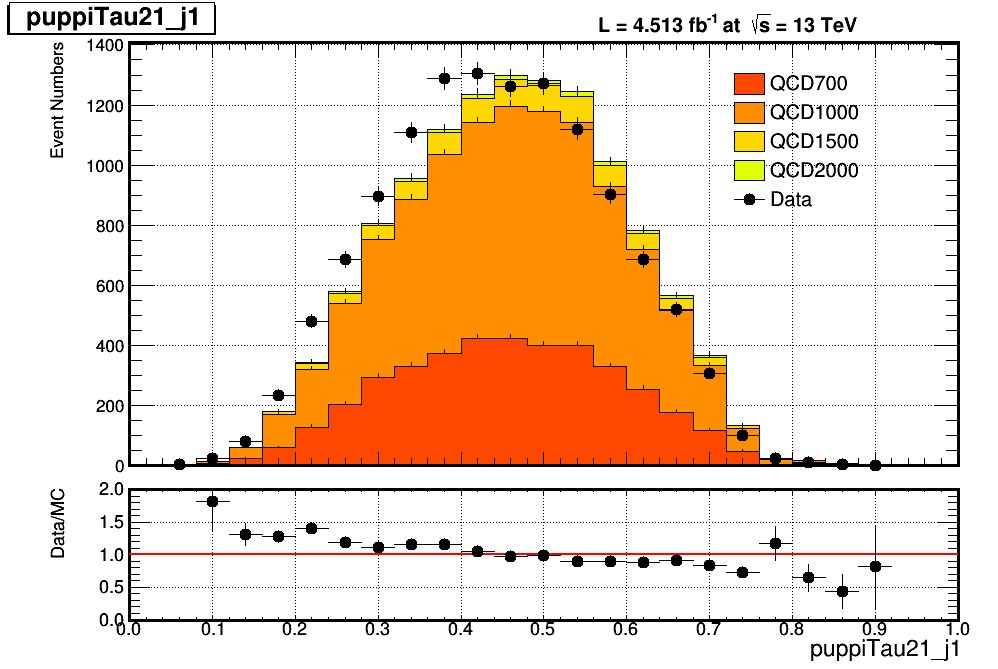 puppiTau21_j1
L = 4.513 fb⁻¹ at √s = 13 TeV
Event Numbers
1400
1200
1000
800
600
400
200
0
QCD700
QCD1000
QCD1500
QCD2000
Data
Data/MC
2.0
1.5
1.0
0.5
0.0
0.0 0.1 0.2 0.3 0.4 0.5 0.6 0.7 0.8 0.9 1.0
puppiTau21_j1